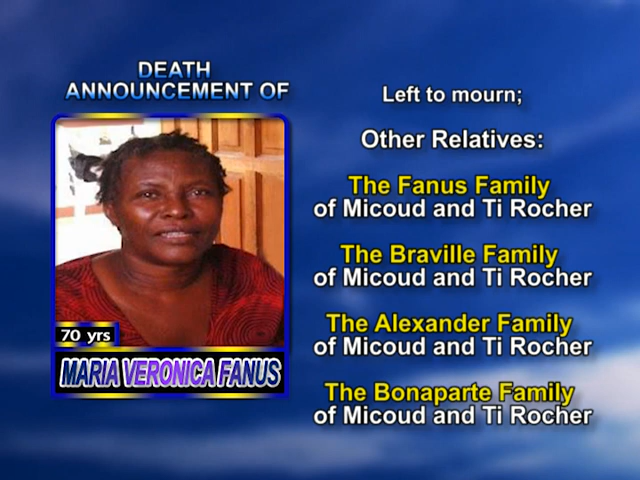 DEATH
ANNOUNCEMENT OF
70 yrs
MARIA VERONICA FANUS
Left to mourn;
Other Relatives:
The Fanus Family
of Micoud and Ti Rocher
The Braville Family
of Micoud and Ti Rocher
The Alexander Family
of Micoud and Ti Rocher
The Bonaparte Family
of Micoud and Ti Rocher